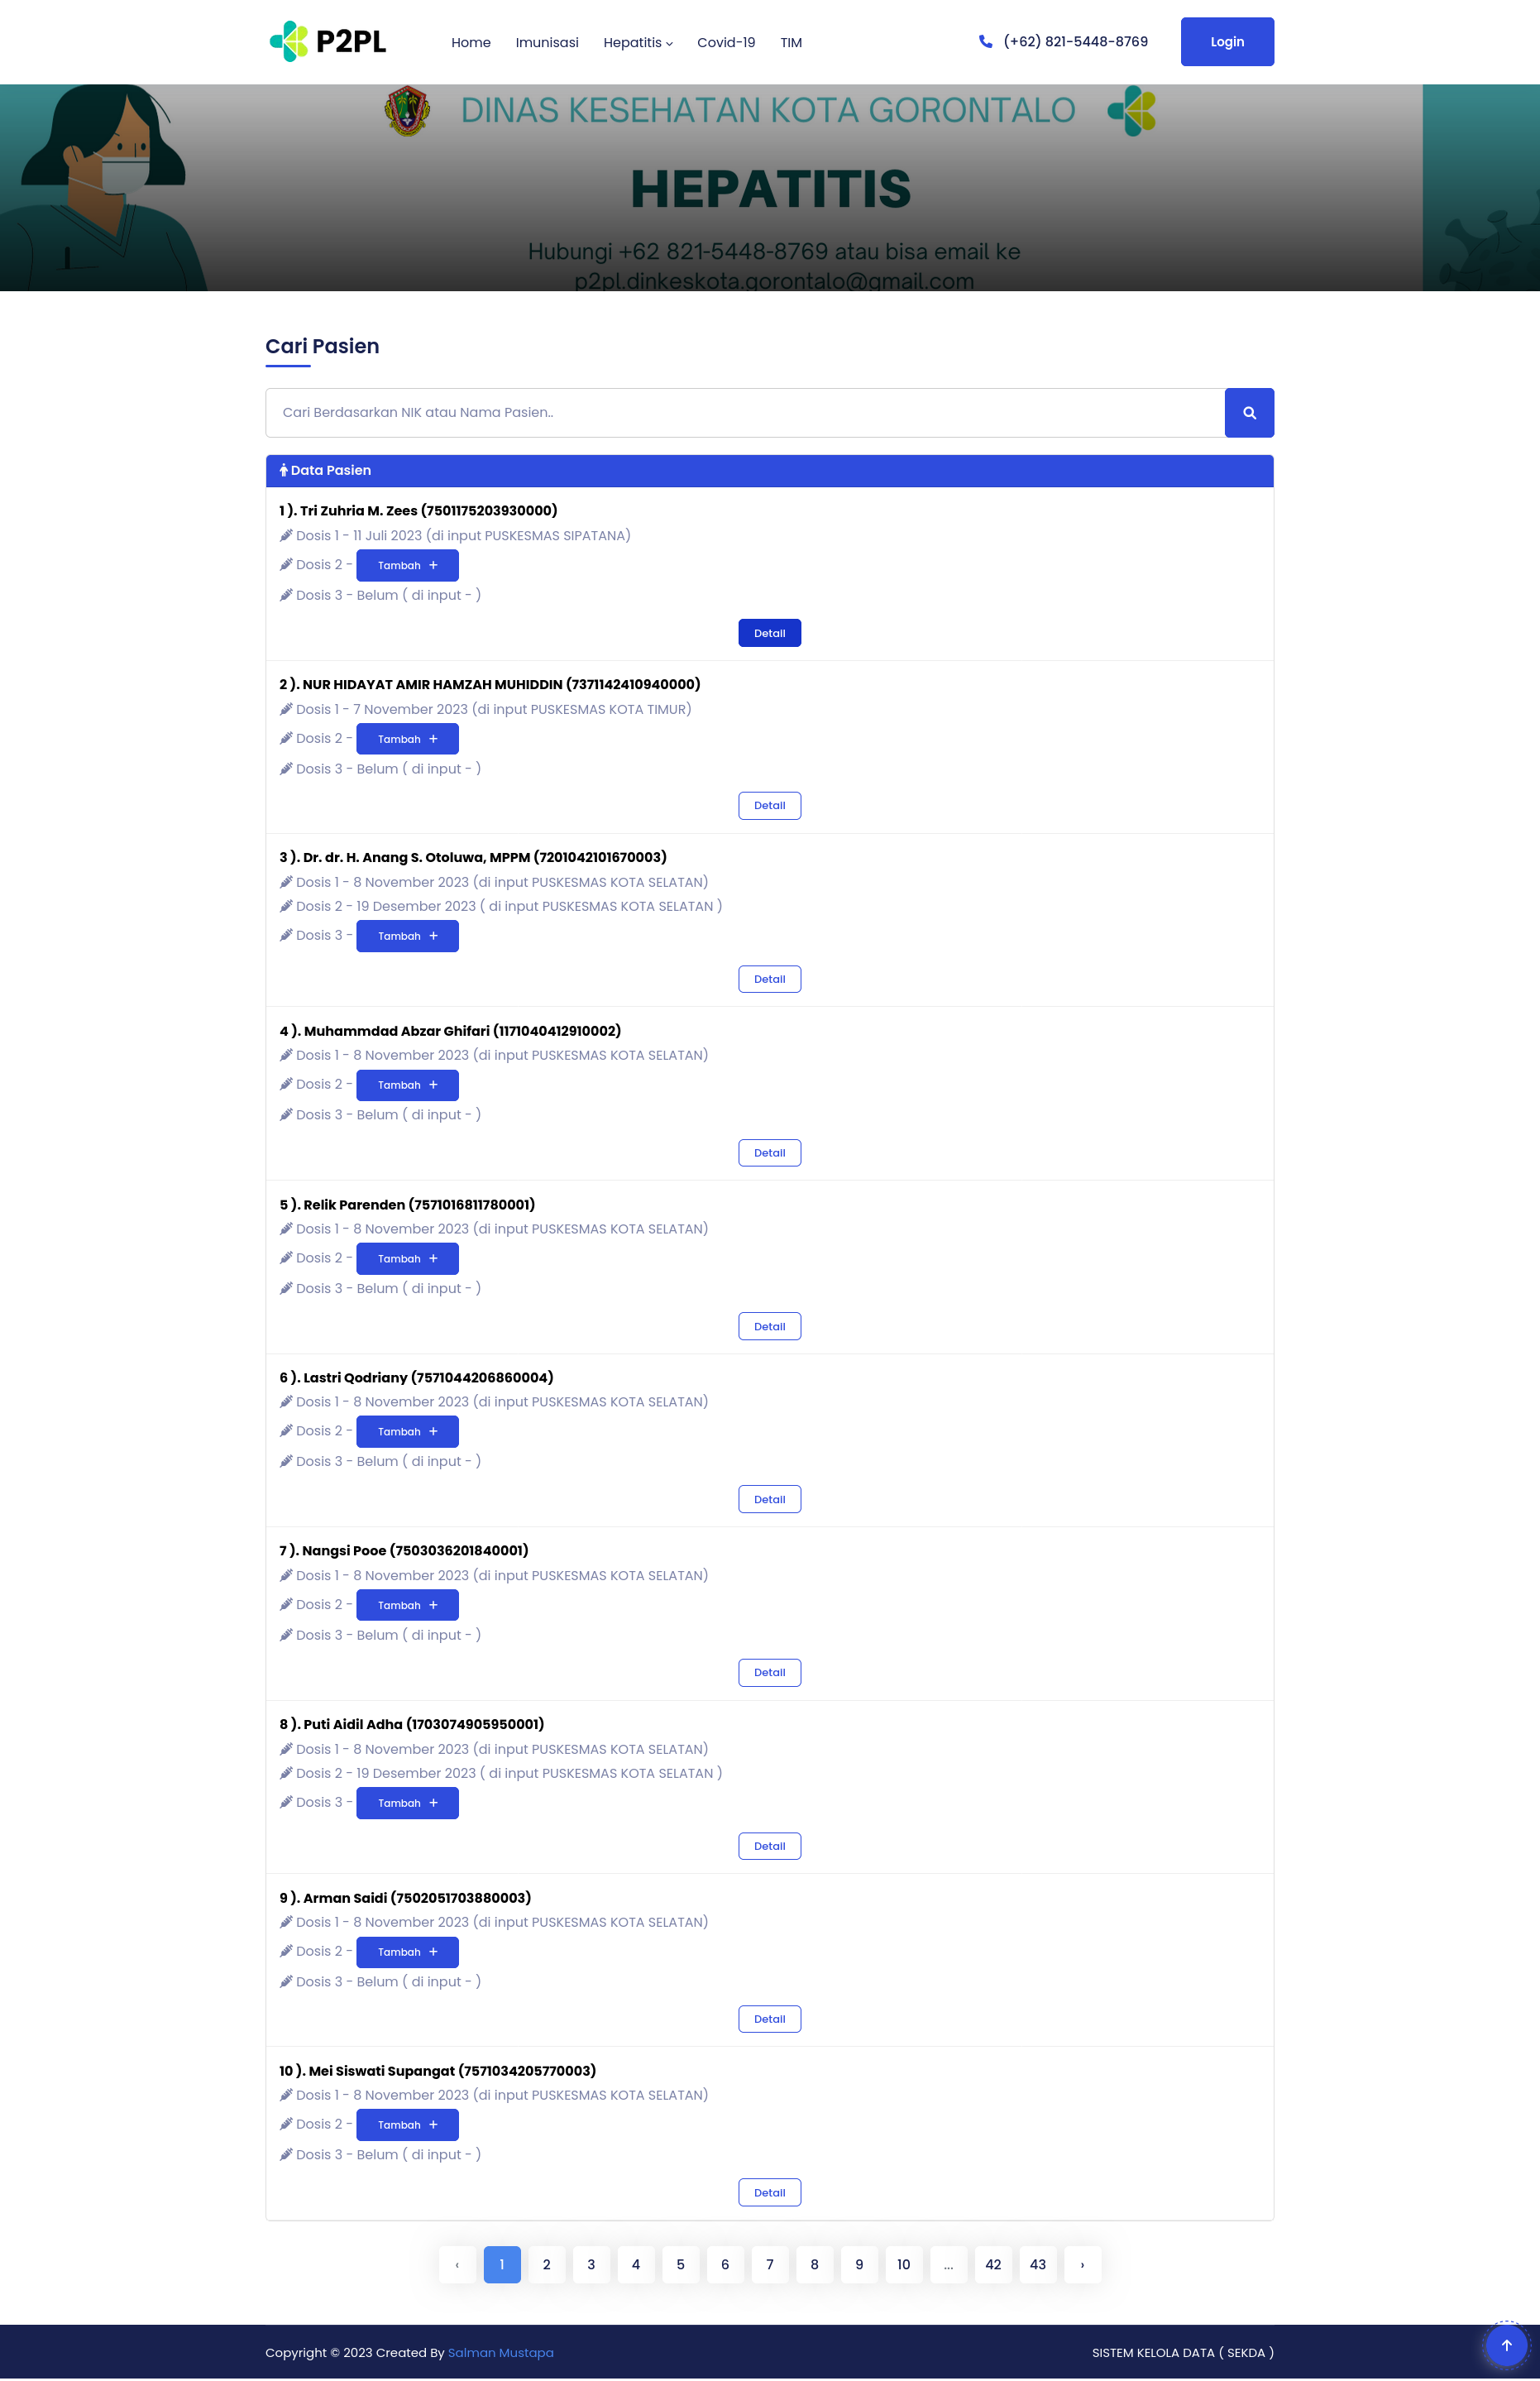 P2PL
Home Imunisasi Hepatitis Covid-19 TIM
(+62) 821-5448-8769
Login
DINAS KESEHATAN KOTA GORONTALO
HEPATITIS
Hubungi +62 821-5448-8769 atau bisa email ke
p2pl.dinkeskota.gorontalo@gmail.com
Cari Pasien
Cari Berdasarkan NIK atau Nama Pasien..
Data Pasien
1 ). Tri Zuhria M. Zees (7501175203930000)
Dosis 1 - 11 Juli 2023 (di input PUSKESMAS SIPATANA)
Dosis 2 - Tambah +
Dosis 3 - Belum ( di input - )
Detail
2 ). NUR HIDAYAT AMIR HAMZAH MUHIDDIN (7371142410940000)
Dosis 1 - 7 November 2023 (di input PUSKESMAS KOTA TIMUR)
Dosis 2 - Tambah +
Dosis 3 - Belum ( di input - )
Detail
3 ). Dr. dr. H. Anang S. Otoluwa, MPPM (7201042101670003)
Dosis 1 - 8 November 2023 (di input PUSKESMAS KOTA SELATAN)
Dosis 2 - 19 Desember 2023 ( di input PUSKESMAS KOTA SELATAN )
Dosis 3 - Tambah +
Detail
4 ). Muhammdad Abzar Ghifari (1171040412910002)
Dosis 1 - 8 November 2023 (di input PUSKESMAS KOTA SELATAN)
Dosis 2 - Tambah +
Dosis 3 - Belum ( di input - )
Detail
5 ). Relik Parenden (7571016811780001)
Dosis 1 - 8 November 2023 (di input PUSKESMAS KOTA SELATAN)
Dosis 2 - Tambah +
Dosis 3 - Belum ( di input - )
Detail
6 ). Lastri Qodriany (7571044206860004)
Dosis 1 - 8 November 2023 (di input PUSKESMAS KOTA SELATAN)
Dosis 2 - Tambah +
Dosis 3 - Belum ( di input - )
Detail
7 ). Nangsi Pooe (7503036201840001)
Dosis 1 - 8 November 2023 (di input PUSKESMAS KOTA SELATAN)
Dosis 2 - Tambah +
Dosis 3 - Belum ( di input - )
Detail
8 ). Puti Aidil Adha (1703074905950001)
Dosis 1 - 8 November 2023 (di input PUSKESMAS KOTA SELATAN)
Dosis 2 - 19 Desember 2023 ( di input PUSKESMAS KOTA SELATAN )
Dosis 3 - Tambah +
Detail
9 ). Arman Saidi (7502051703880003)
Dosis 1 - 8 November 2023 (di input PUSKESMAS KOTA SELATAN)
Dosis 2 - Tambah +
Dosis 3 - Belum ( di input - )
Detail
10 ). Mei Siswati Supangat (7571034205770003)
Dosis 1 - 8 November 2023 (di input PUSKESMAS KOTA SELATAN)
Dosis 2 - Tambah +
Dosis 3 - Belum ( di input - )
Detail
‹ 1 2 3 4 5 6 7 8 9 10 ... 42 43 ›
Copyright © 2023 Created By Salman Mustapa
SISTEM KELOLA DATA ( SEKDA )